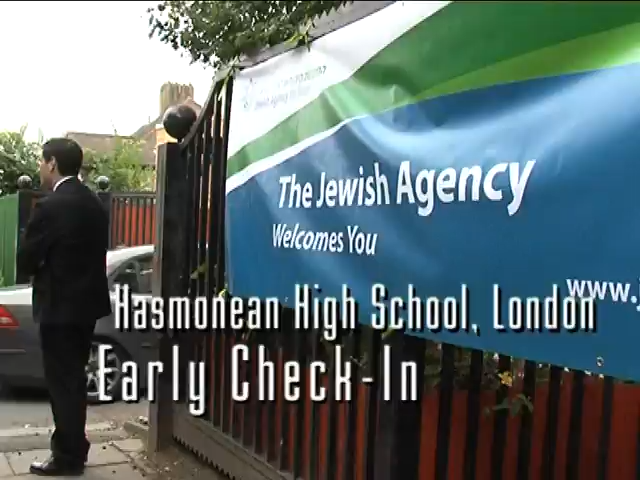 The Jewish Agency
Welcomes You
www.j
Hasmonean High School, London
Early Check-In